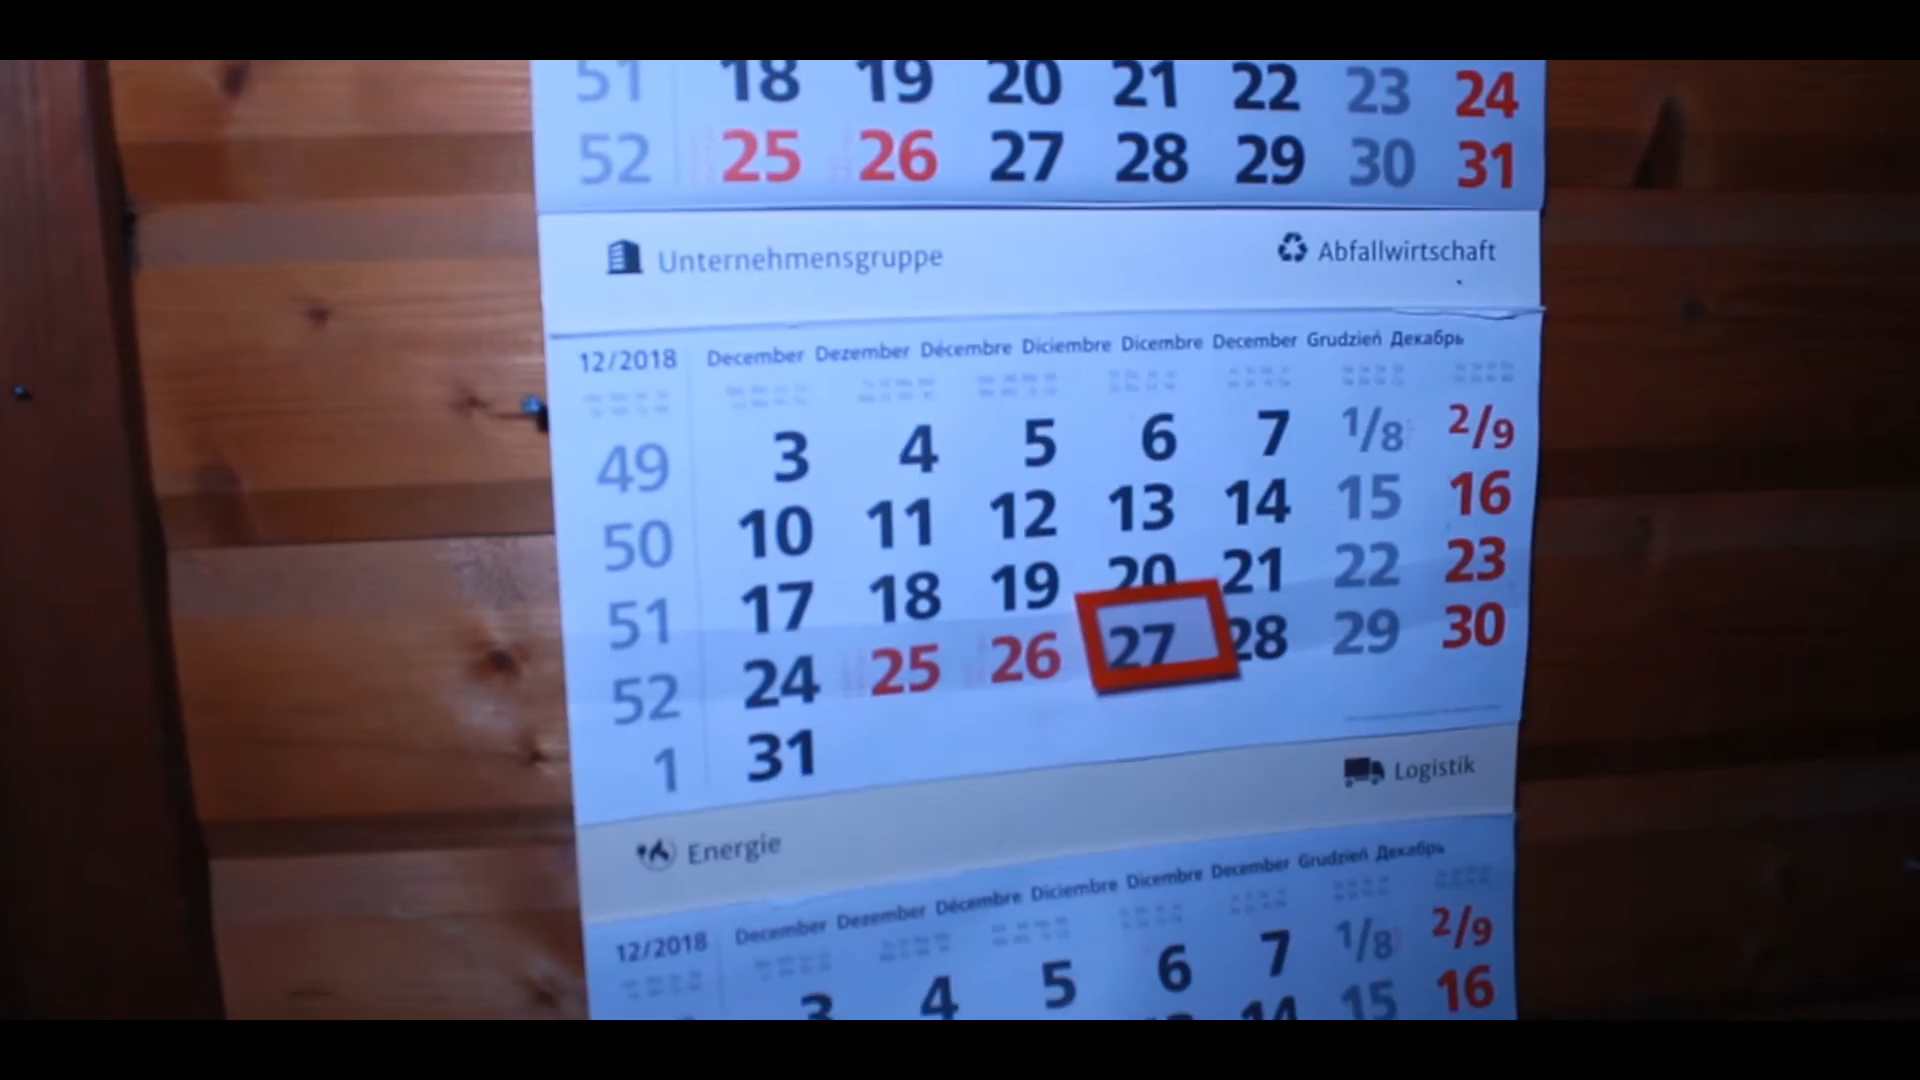 51 18 19 20 21 22 23 24
52 25 26 27 28 29 30 31
Unternehmensgruppe Abfallwirtschaft
12/2018 December Dezember Décembre Diciembre Dicembre December Grudzień Декабрь
49 3 4 5 6 7 1/8 2/9
50 10 11 12 13 14 15 16
51 17 18 19 20 21 22 23
52 24 25 26 27 28 29 30
1 31
Logistik
Energie
12/2018 December Dezember Décembre Diciembre Dicembre December Grudzień Декабрь
3 4 5 6 7 1/8 2/9
14 15 16